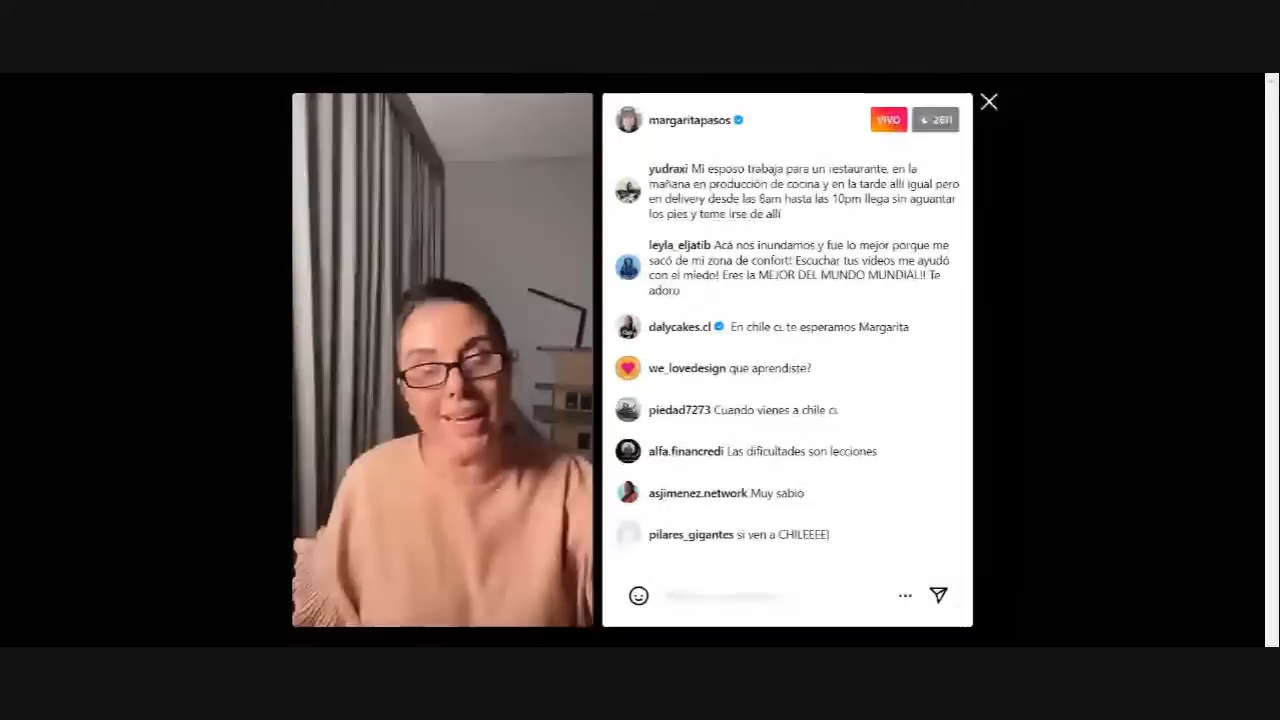 margaritapasos
VIVO
2611
yudraxi Mi esposo trabaja para un restaurante, en la
mañana en producción de cocina y en la tarde allí igual pero
en delivery desde las 8am hasta las 10pm llega sin aguantar
los pies y teme irse de allí
leyla_eljatib Acá nos inundamos y fue lo mejor porque me
sacó de mi zona de confort! Escuchar tus videos me ayudó
con el miedo! Eres la MEJOR DEL MUNDO MUNDIAL!! Te
adoro
dalycakes.cl En chile CL te esperamos Margarita
we_lovedesign que aprendiste?
piedad7273 Cuando vienes a chile CL
alfa.financredi Las dificultades son lecciones
asjimenez.network Muy sabio
pilares_gigantes si ven a CHILEEEE)